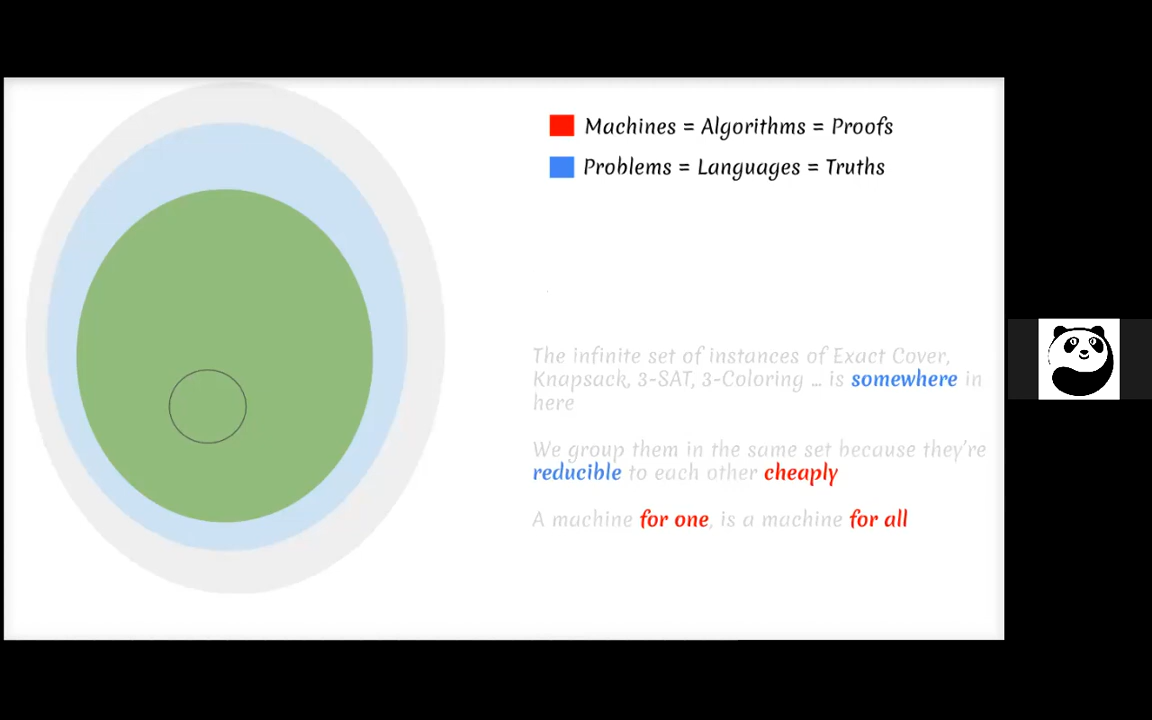 Machines = Algorithms = Proofs
Problems = Languages = Truths
The infinite set of instances of Exact Cover,
Knapsack, 3-SAT, 3-Coloring ... is somewhere in
here
We group them in the same set because they're
reducible to each other cheaply
A machine for one, is a machine for all